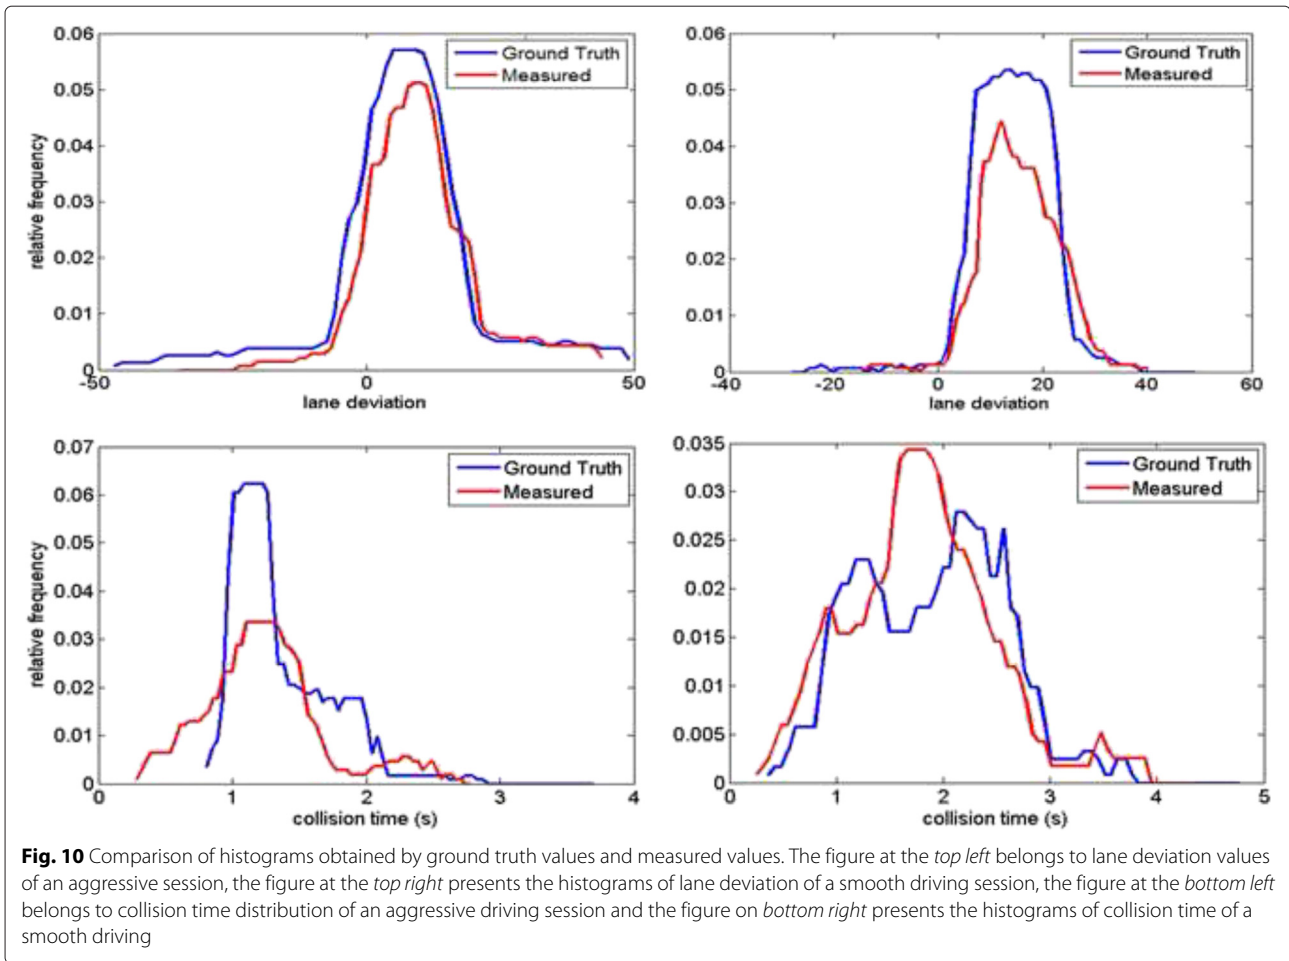 0.06
0.05
0.04
0.03
0.02
0.01
0
relative frequency
Ground Truth
Measured
-50
0
50
lane deviation
0.06
0.05
0.04
0.03
0.02
0.01
0
Ground Truth
Measured
-40
-20
0
20
40
60
lane deviation
0.07
0.06
0.05
0.04
0.03
0.02
0.01
0
relative frequency
Ground Truth
Measured
0
1
2
3
4
collision time (s)
0.035
0.03
0.025
0.02
0.015
0.01
0.005
0
Ground Truth
Measured
0
1
2
3
4
5
collision time (s)
Fig. 10 Comparison of histograms obtained by ground truth values and measured values. The figure at the top left belongs to lane deviation values
of an aggressive session, the figure at the top right presents the histograms of lane deviation of a smooth driving session, the figure at the bottom left
belongs to collision time distribution of an aggressive driving session and the figure on bottom right presents the histograms of collision time of a
smooth driving